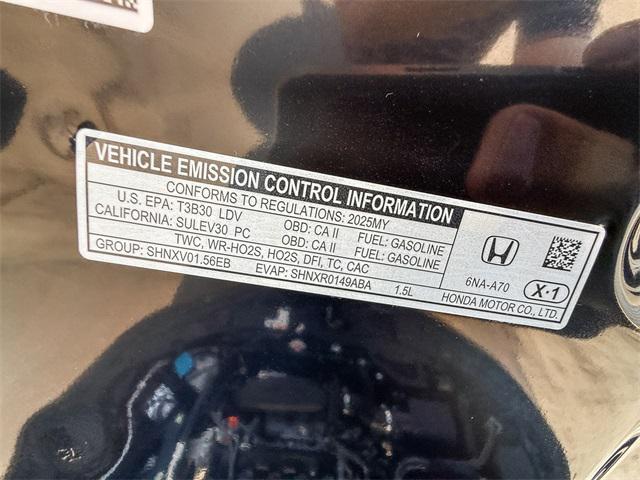 VEHICLE EMISSION CONTROL INFORMATION
CONFORMS TO REGULATIONS: 2025MY
U.S. EPA: T3B30 LDV OBD: CA II FUEL: GASOLINE
CALIFORNIA: SULEV30 PC OBD: CA II FUEL: GASOLINE
TWC, WR-HO2S, HO2S, DFI, TC, CAC
GROUP: SHNXV01.56EB EVAP: SHNXR0149ABA 1.5L
6NA-A70
X-1
HONDA MOTOR CO., LTD.